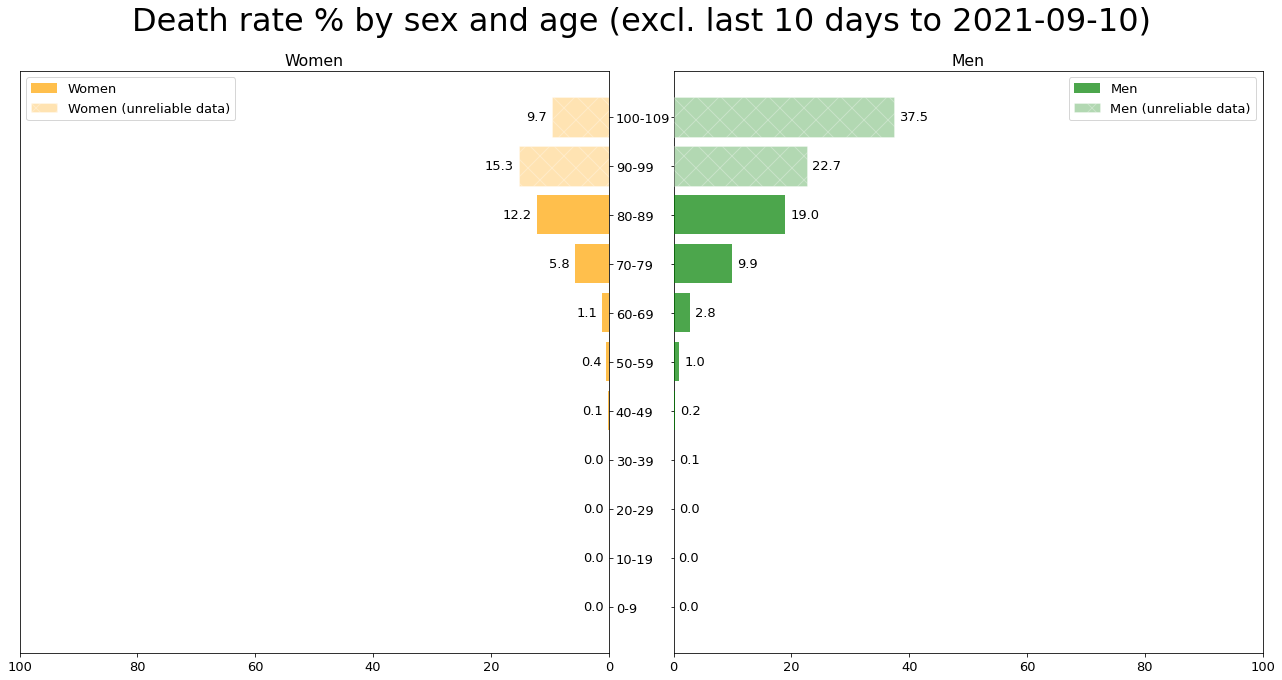 Death rate % by sex and age (excl. last 10 days to 2021-09-10)
Women
Men
Women
Women (unreliable data)
Men
Men (unreliable data)
9.7 100-109 37.5
15.3 90-99 22.7
12.2 80-89 19.0
5.8 70-79 9.9
1.1 60-69 2.8
0.4 50-59 1.0
0.1 40-49 0.2
0.0 30-39 0.1
0.0 20-29 0.0
0.0 10-19 0.0
0.0 0-9 0.0
100 80 60 40 20 0
0 20 40 60 80 100